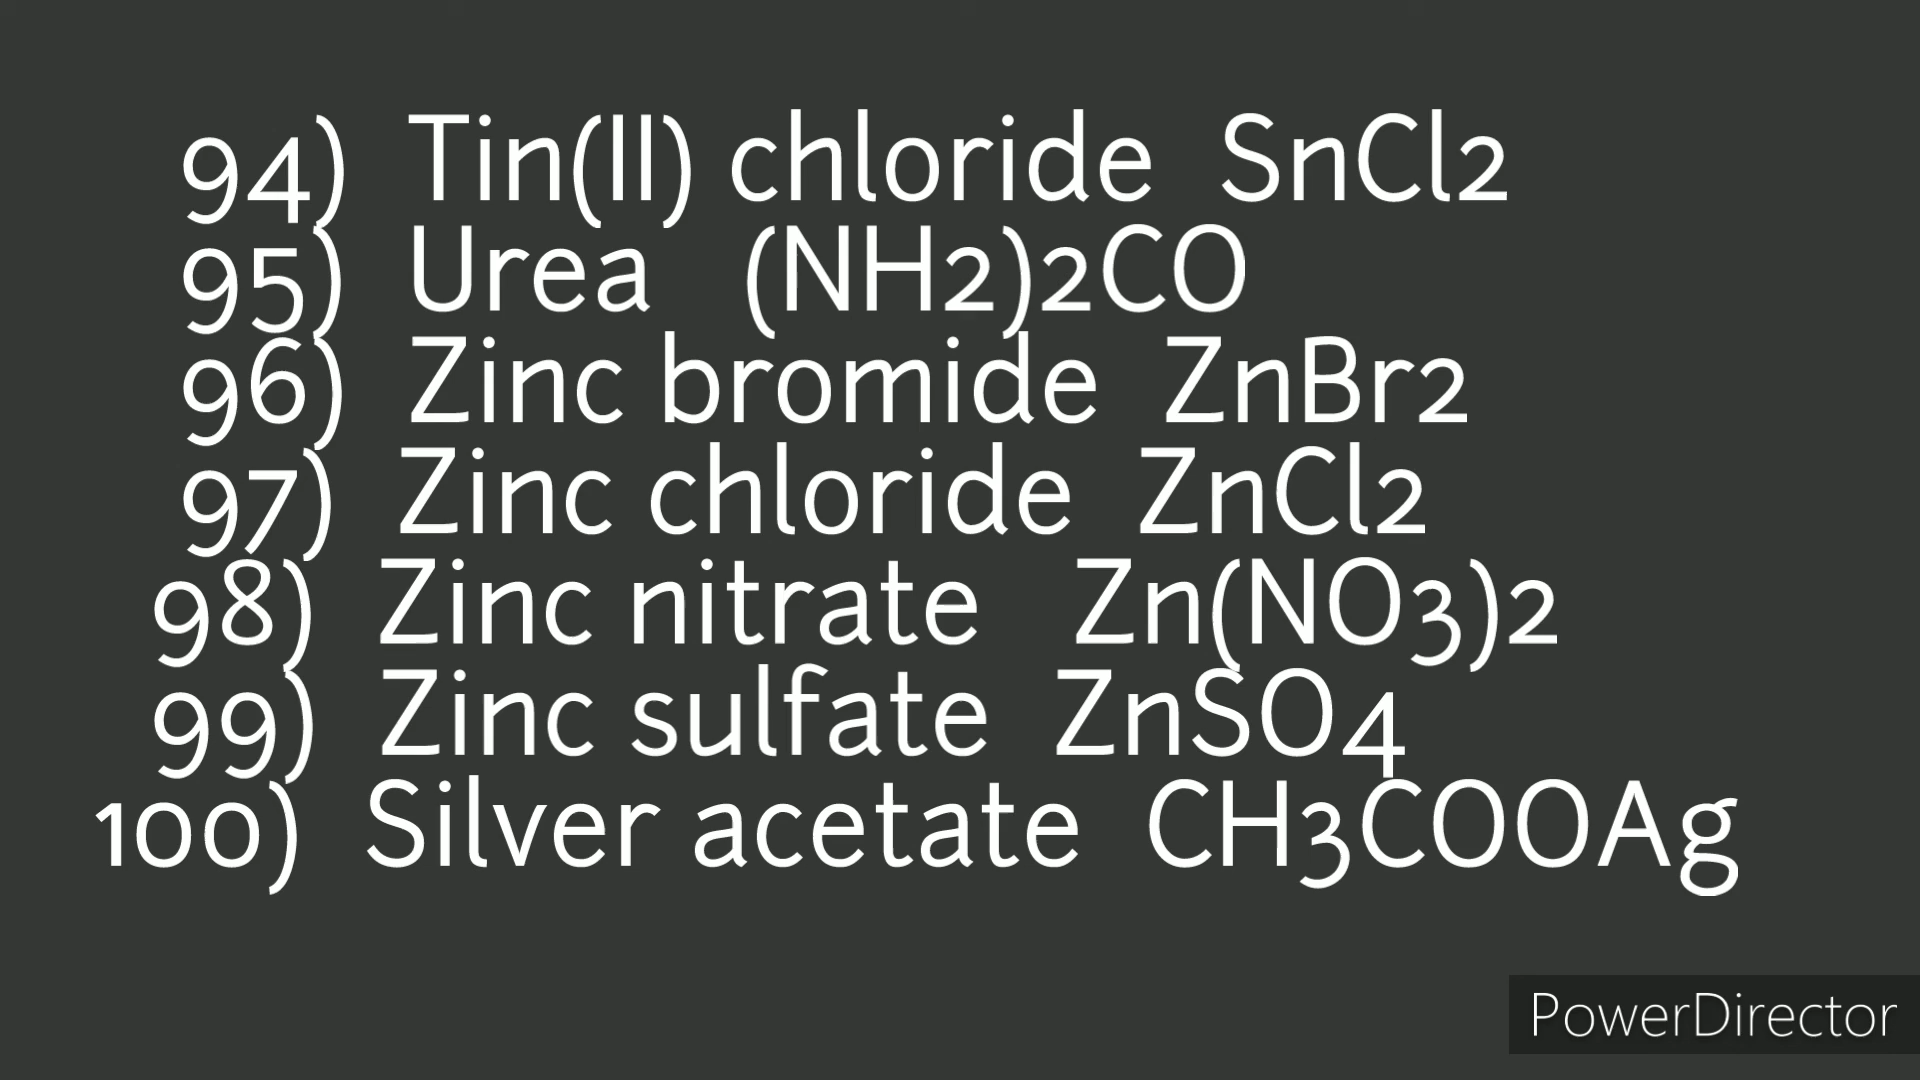 94) Tin(II) chloride SnCl2
95) Urea (NH2)2CO
96) Zinc bromide ZnBr2
97) Zinc chloride ZnCl2
98) Zinc nitrate Zn(NO3)2
99) Zinc sulfate ZnSO4
100) Silver acetate CH3COOAg
PowerDirector